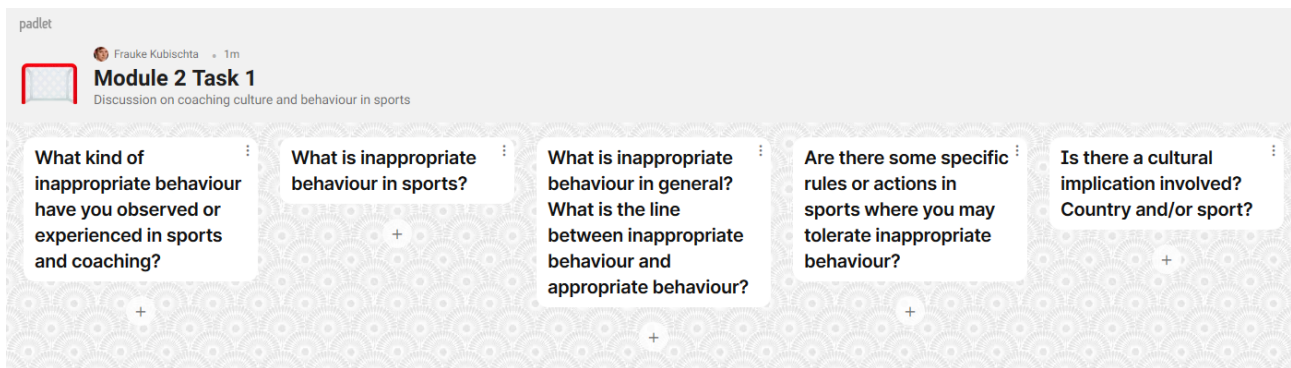 padlet
Frauke Kubischta • 1m
Module 2 Task 1
Discussion on coaching culture and behaviour in sports
What kind of
inappropriate behaviour
have you observed or
experienced in sports
and coaching?
+
What is inappropriate
behaviour in sports?
+
What is inappropriate
behaviour in general?
What is the line
between inappropriate
behaviour and
appropriate behaviour?
+
Are there some specific
rules or actions in
sports where you may
tolerate inappropriate
behaviour?
+
Is there a cultural
implication involved?
Country and/or sport?
+